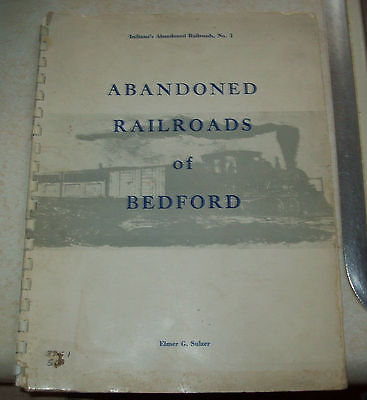 Indiana's Abandoned Railroads, No. 1
ABANDONED
RAILROADS
of
BEDFORD
Elmer G. Sulzer